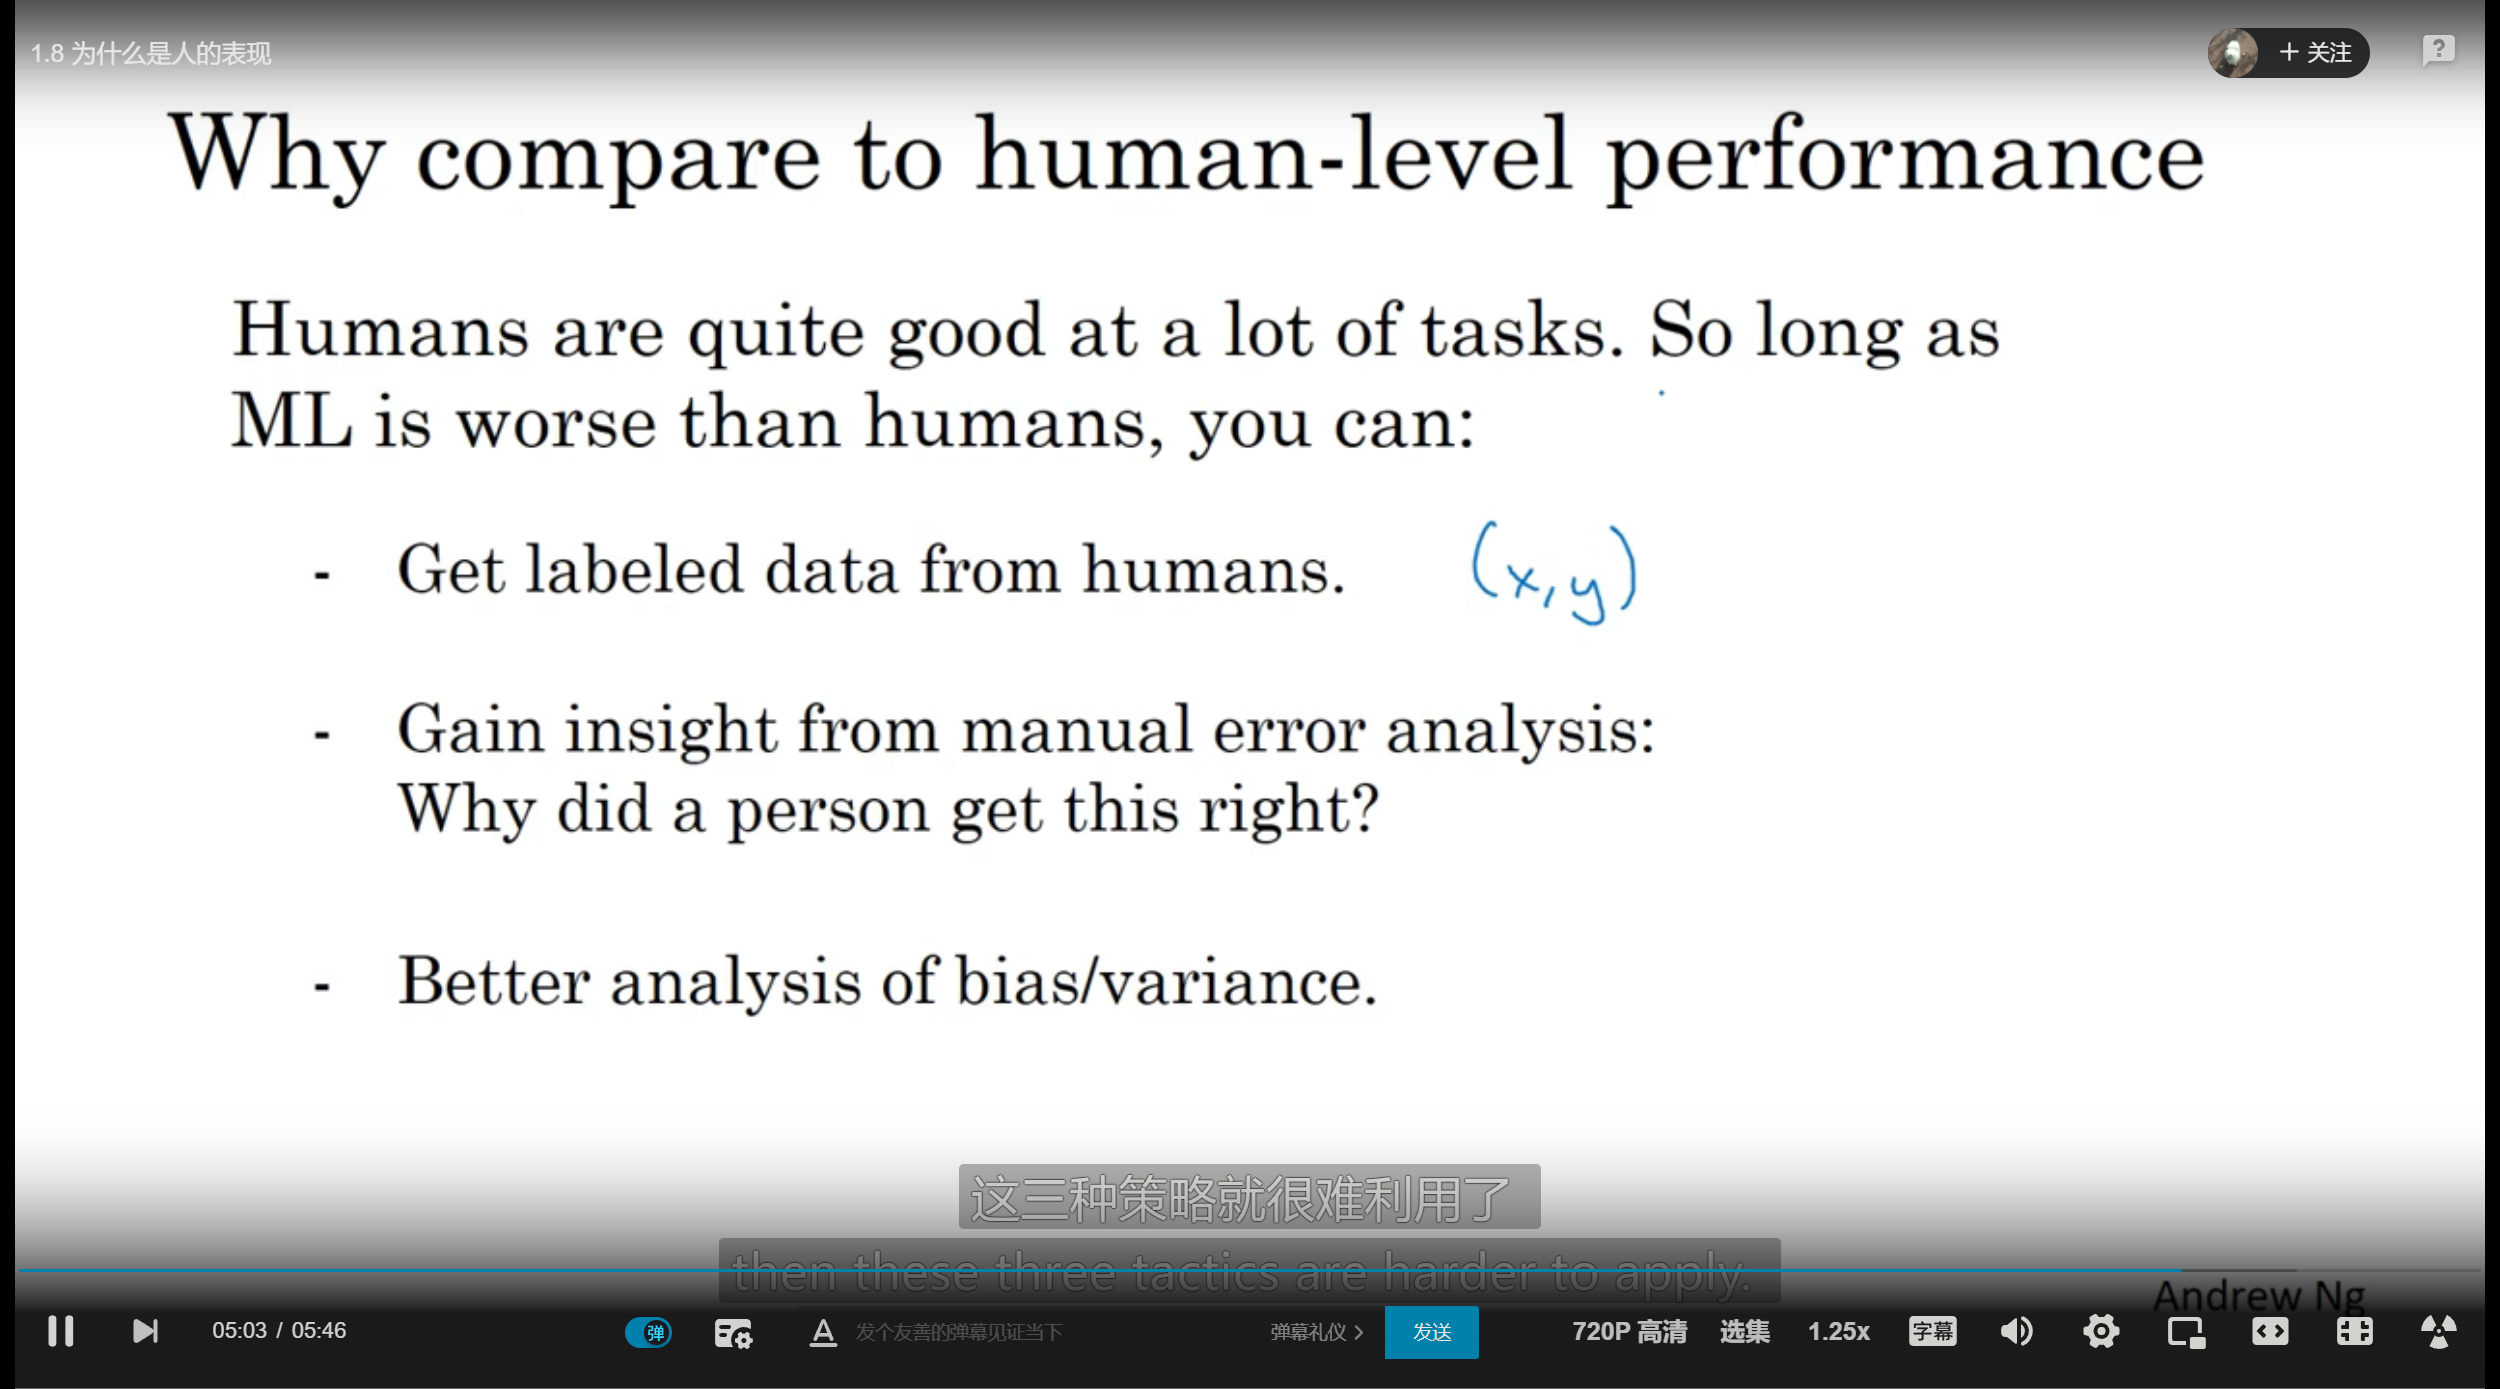 1.8 为什么是人的表现
+ 关注
Why compare to human-level performance
Humans are quite good at a lot of tasks. So long as
ML is worse than humans, you can:
- Get labeled data from humans. (x,y)
- Gain insight from manual error analysis:
Why did a person get this right?
- Better analysis of bias/variance.
这三种策略就很难利用了
then these three tactics are harder to apply.
Andrew Ng
05:03 / 05:46
弹
A
发个友善的弹幕见证当下
弹幕礼仪 >
发送
720P 高清
选集
1.25x
字幕